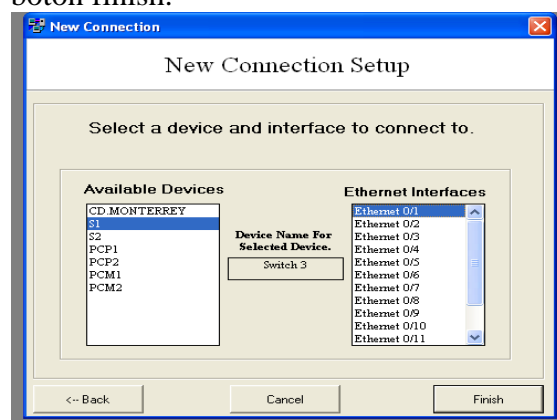 boton finish.
New Connection
New Connection Setup
Select a device and interface to connect to.
Available Devices
CD.MONTERREY
S1
S2
PCP1
PCP2
PCM1
PCM2
Device Name For
Selected Device.
Switch 3
Ethernet Interfaces
Ethernet 0/1
Ethernet 0/2
Ethernet 0/3
Ethernet 0/4
Ethernet 0/5
Ethernet 0/6
Ethernet 0/7
Ethernet 0/8
Ethernet 0/9
Ethernet 0/10
Ethernet 0/11
<-- Back
Cancel
Finish